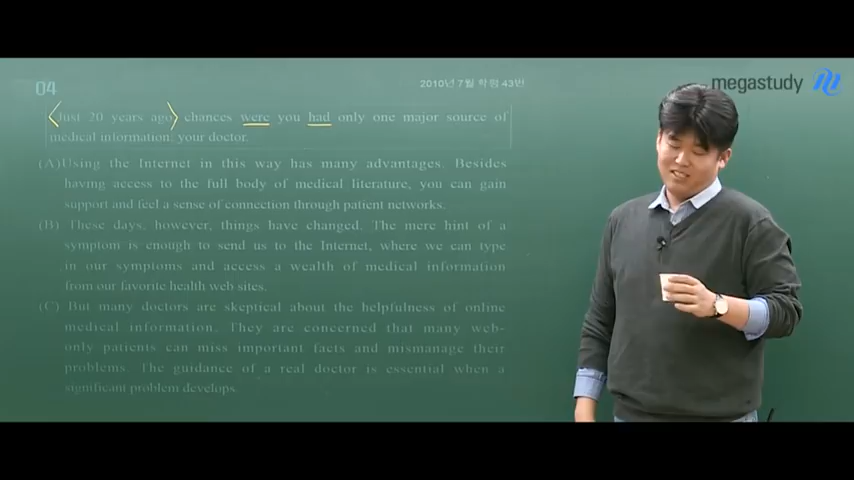 04
2010년 7월 학평 43번
megastudy
Just 20 years ago, chances were you had only one major source of
medical information: your doctor.
(A) Using the Internet in this way has many advantages. Besides
having access to the full body of medical literature, you can gain
support and feel a sense of connection through patient networks.
(B) These days, however, things have changed. The mere hint of a
symptom is enough to send us to the Internet, where we can type
in our symptoms and access a wealth of medical information
from our favorite health web sites.
(C) But many doctors are skeptical about the helpfulness of online
medical information. They are concerned that many web-
only patients can miss important facts and mismanage their
problems. The guidance of a real doctor is essential when a
significant problem develops.